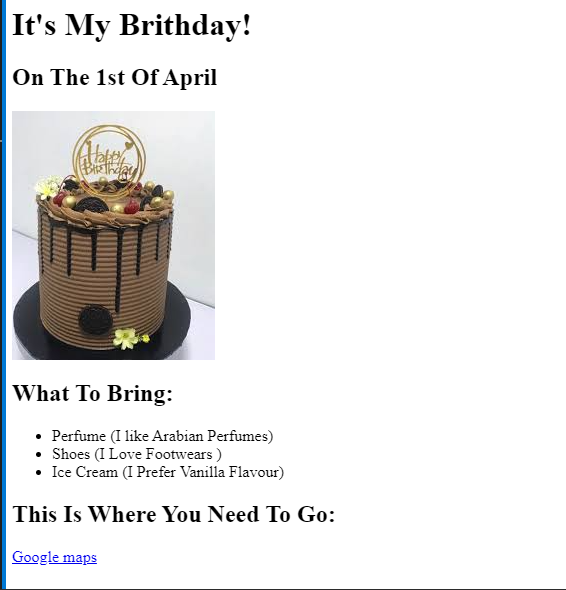 It's My Brithday!
On The 1st Of April
Happy
Birthday
What To Bring:
Perfume (I like Arabian Perfumes)
Shoes (I Love Footwears )
Ice Cream (I Prefer Vanilla Flavour)
This Is Where You Need To Go:
Google maps